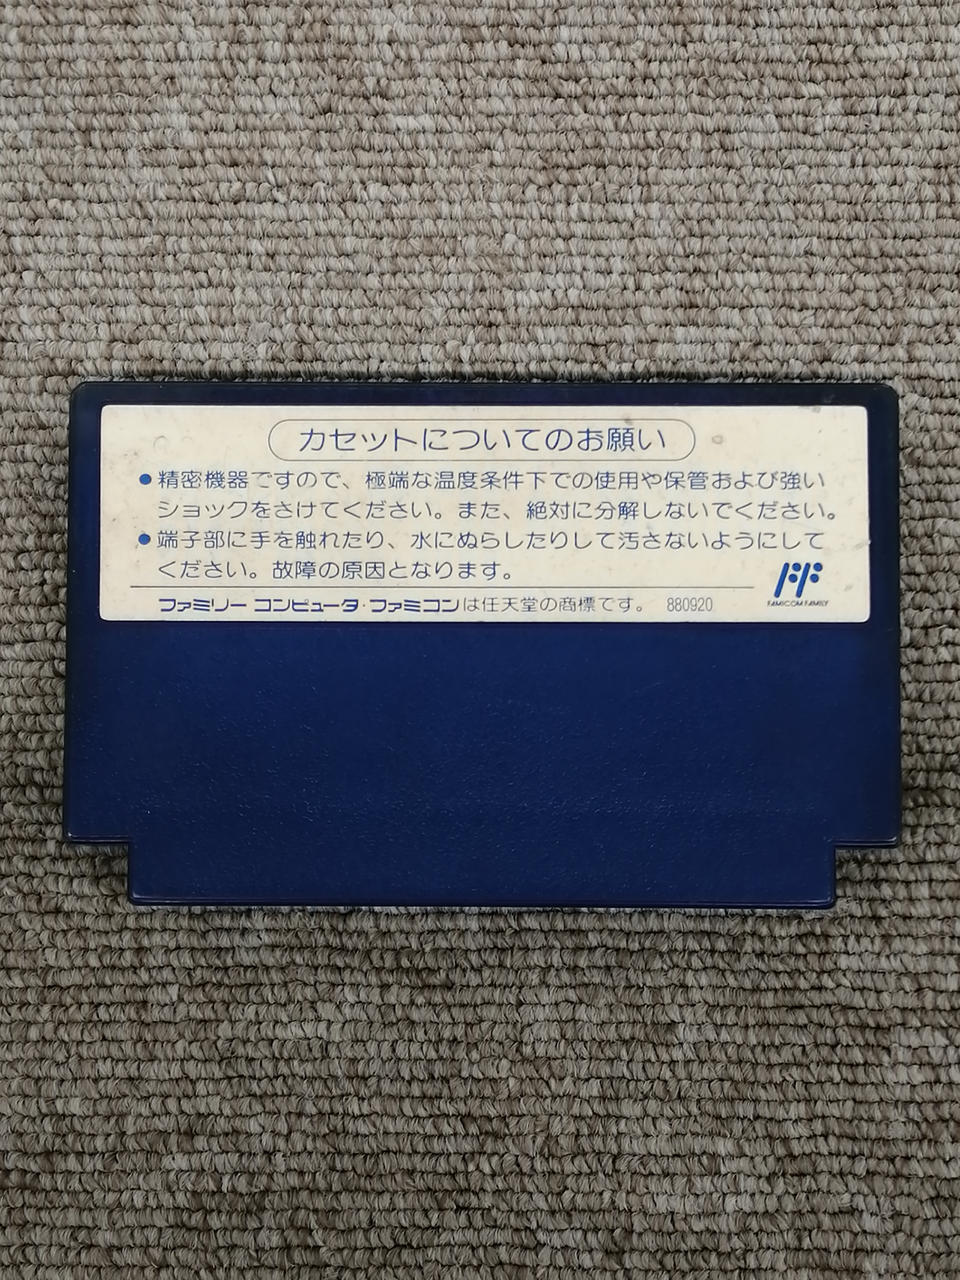 カセットについてのお願い
●精密機器ですので、極端な温度条件下での使用や保管および強い
ショックをさけてください。また、絶対に分解しないでください。
●端子部に手を触れたり、水にぬらしたりして汚さないようにして
ください。故障の原因となります。
FAMICOM FAMILY
ファミリー コンピュータ・ファミコンは任天堂の商標です。 880920